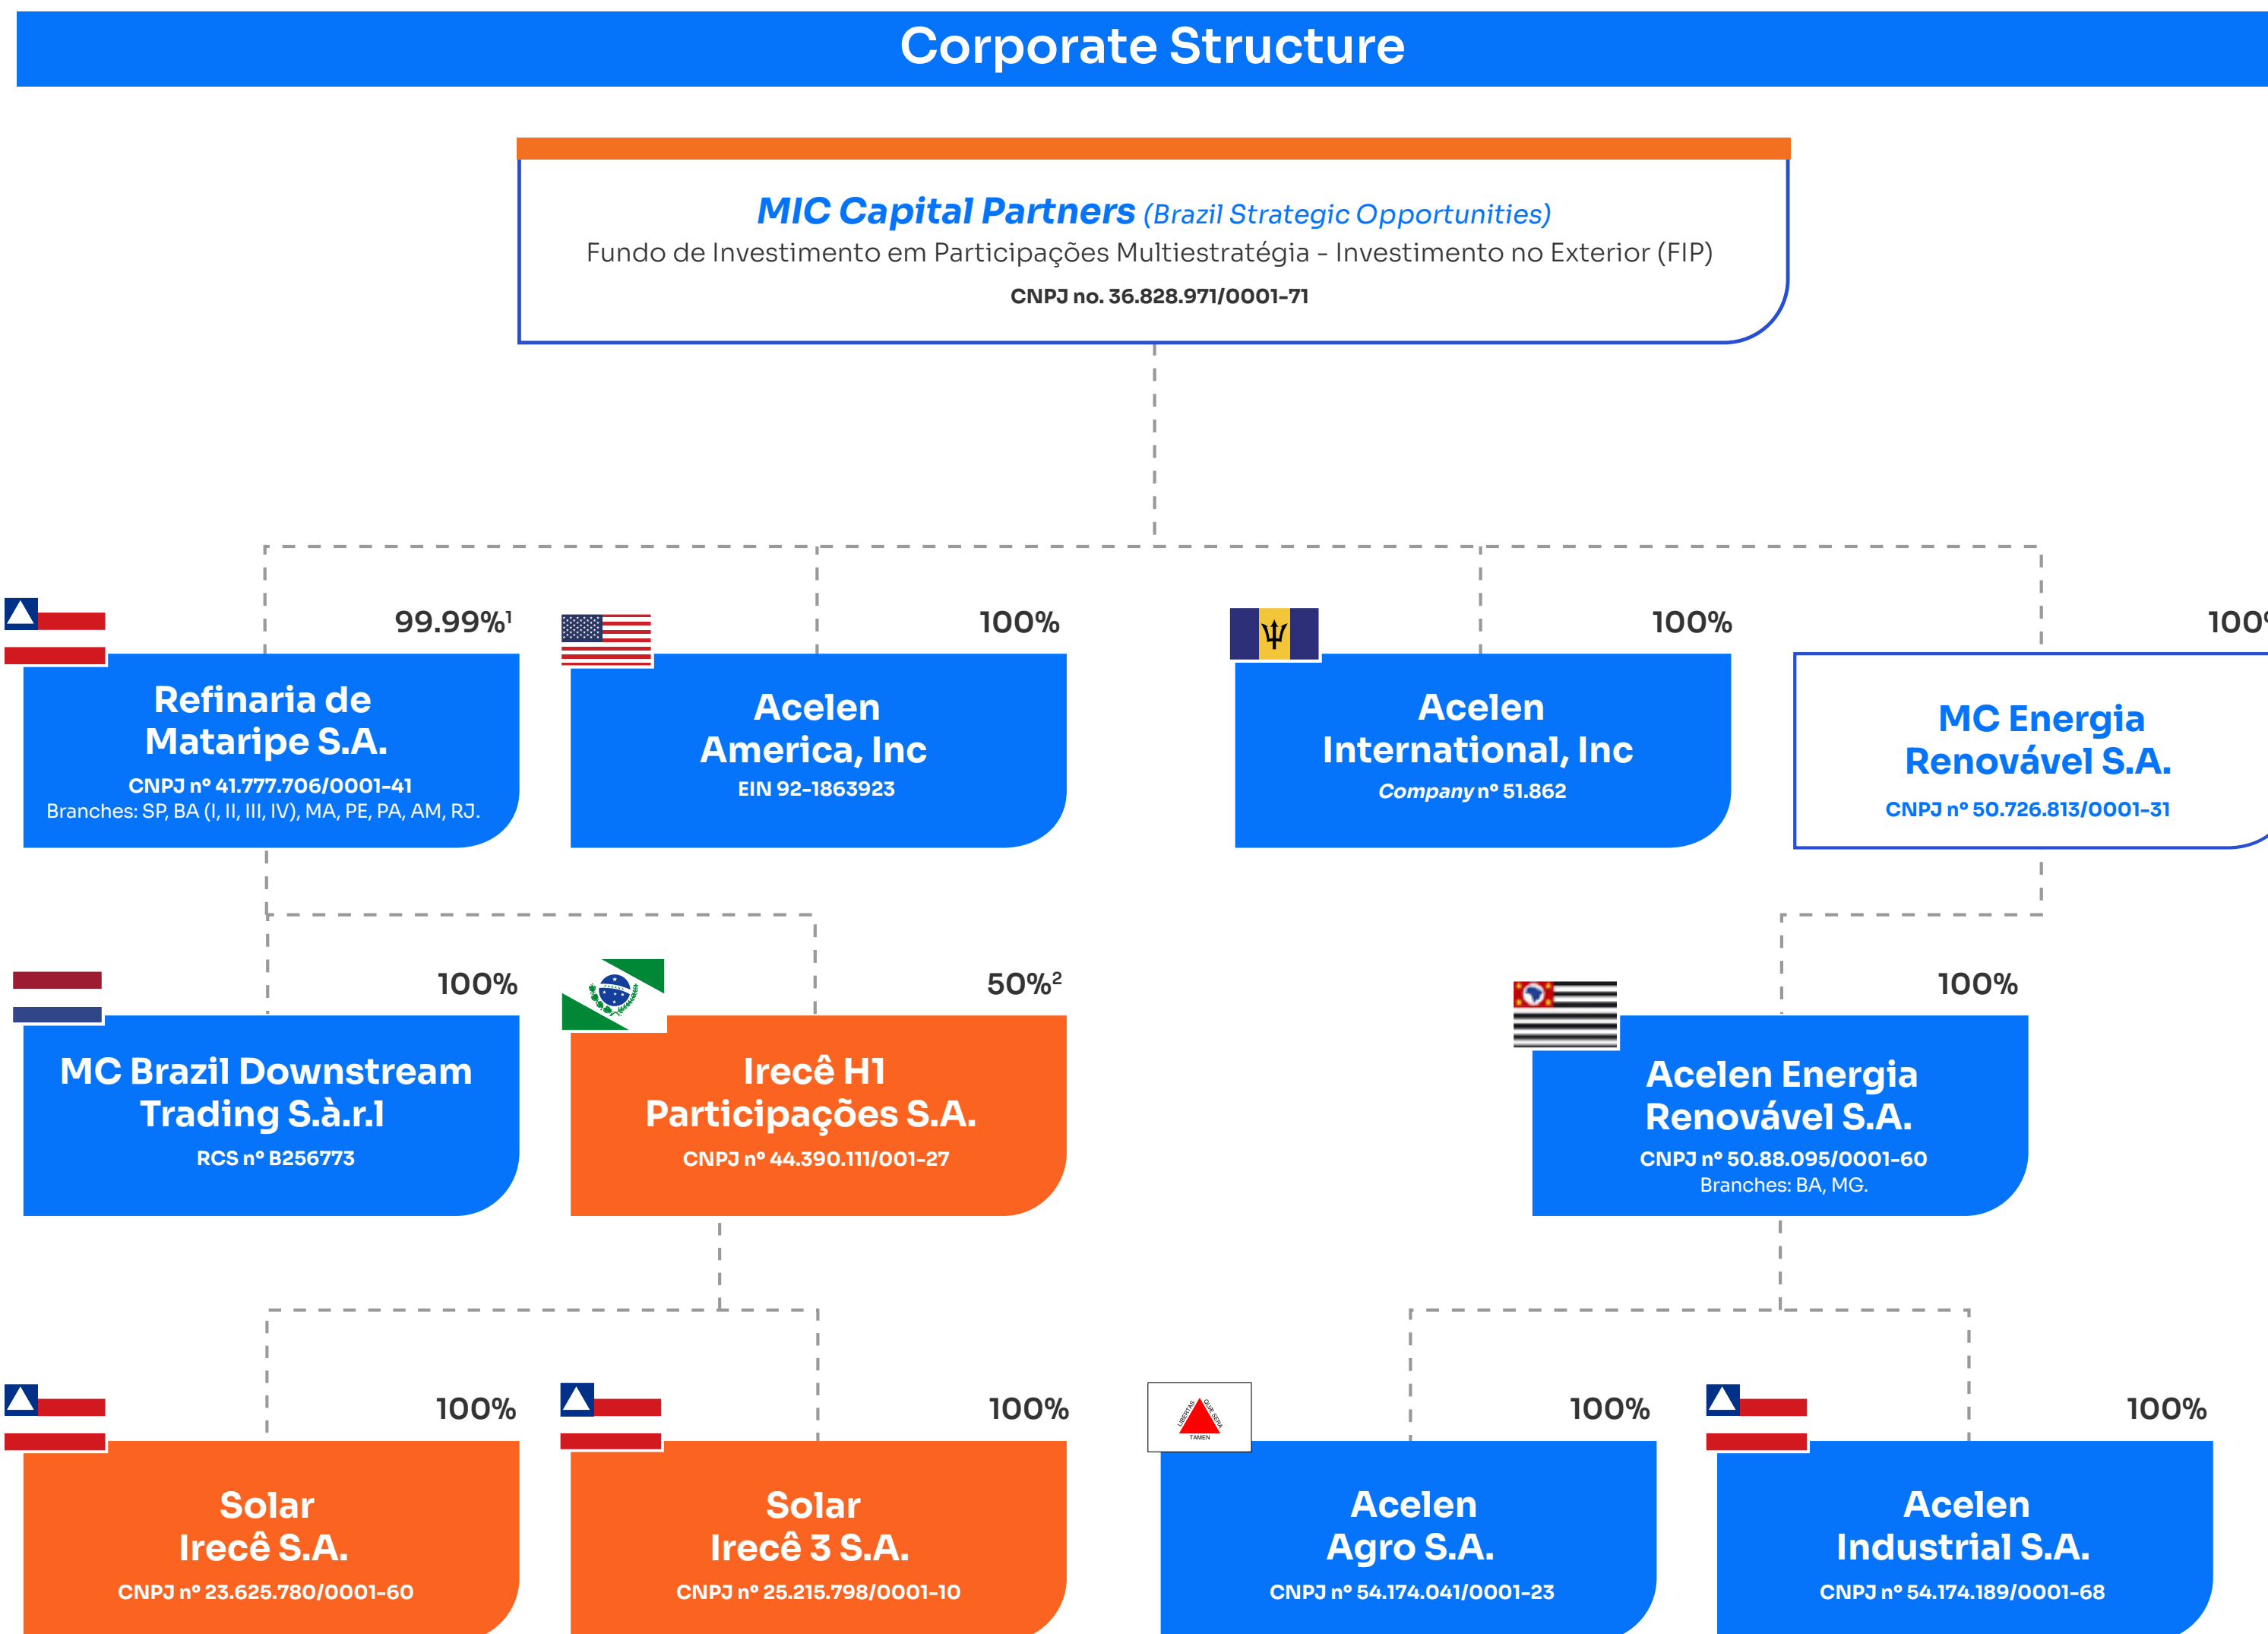 Corporate Structure
MIC Capital Partners (Brazil Strategic Opportunities)
Fundo de Investimento em Participações Multiestratégia - Investimento no Exterior (FIP)
CNPJ no. 36.828.971/0001-71
99.99%¹
Refinaria de
Mataripe S.A.
CNPJ nº 41.777.706/0001-41
Branches: SP, BA (I, II, III, IV), MA, PE, PA, AM, RJ.
100%
Acelen
America, Inc
EIN 92-1863923
100%
Acelen
International, Inc
Company nº 51.862
100%
MC Energia
Renovável S.A.
CNPJ nº 50.726.813/0001-31
100%
MC Brazil Downstream
Trading S.à.r.l
RCS nº B256773
50%²
Irecê H1
Participações S.A.
CNPJ nº 44.390.111/001-27
100%
Acelen Energia
Renovável S.A.
CNPJ nº 50.88.095/0001-60
Branches: BA, MG.
100%
Solar
Irecê S.A.
CNPJ nº 23.625.780/0001-60
100%
Solar
Irecê 3 S.A.
CNPJ nº 25.215.798/0001-10
LIBERTAS QUE SERA
TAMEN
100%
Acelen
Agro S.A.
CNPJ nº 54.174.041/0001-23
100%
Acelen
Industrial S.A.
CNPJ nº 54.174.189/0001-68